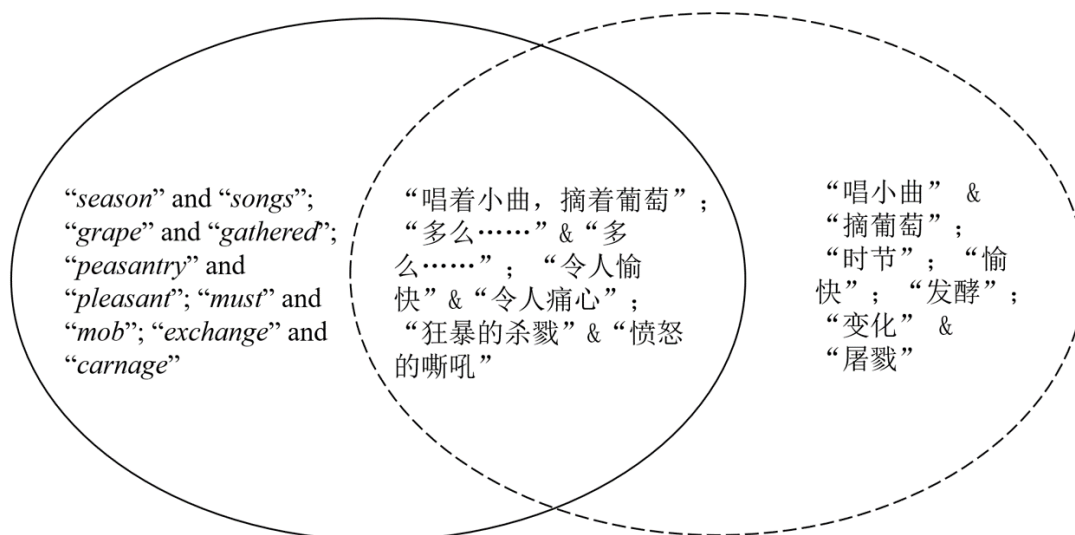 “season” and “songs”;
“grape” and “gathered”;
“peasantry” and
“pleasant”; “must” and
“mob”; “exchange” and
“carnage”
“唱着小曲，摘着葡萄”；
“多么……”&“多
么……”；“令人愉
快”&“令人痛心”；
“狂暴的杀戮”&“愤怒
的嘶吼”
“唱小曲” &
“摘葡萄”；
“时节”；“愉
快”；“发酵”；
“变化” &
“屠戮”